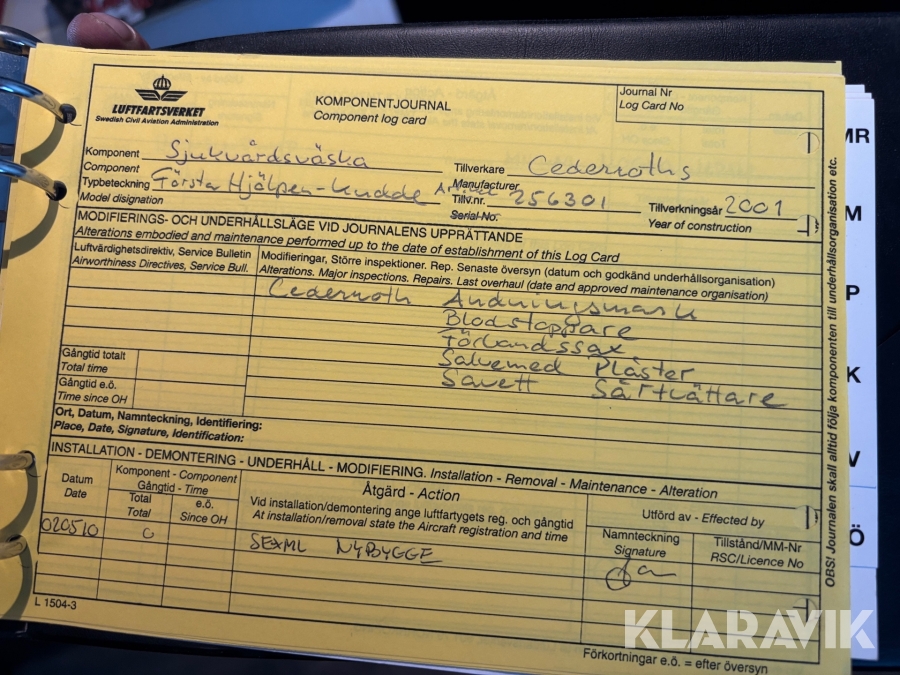 LUFTFARTSVERKET
Swedish Civil Aviation Administration
KOMPONENTJOURNAL
Component log card
Journal Nr
Log Card No
Komponent Sjukvårdsväska
Component
Tillverkare Cederroths
Manufacturer
Typbeteckning Första Hjälpen-kudde
Model designation
Artikel
Tillv.nr. 256301
Serial No.
Tillverkningsår 2001
Year of construction
MODIFIERINGS- OCH UNDERHÅLLSLÄGE VID JOURNALENS UPPRÄTTANDE
Alterations embodied and maintenance performed up to the date of establishment of this Log Card
Luftvärdighetsdirektiv, Service Bulletin
Airworthiness Directives, Service Bull.
Modifieringar, Större inspektioner. Rep. Senaste översyn (datum och godkänd underhållsorganisation)
Alterations. Major Inspections. Repairs. Last overhaul (date and approved maintenance organisation)
Cederroth Andningsmask
Blodstoppare
Förbandssax
Salvemed Plåster
Savett Sårtvättare
Gångtid totalt
Total time
Gångtid e.ö.
Time since OH
Ort, Datum, Namnteckning, Identifiering:
Place, Date, Signature, Identification:
INSTALLATION - DEMONTERING - UNDERHÅLL - MODIFIERING. Installation - Removal - Maintenance - Alteration
Datum
Date
Komponent - Component
Gångtid - Time
Total
Total
e.ö.
Since OH
Åtgärd - Action
Vid installation/demontering ange luftfartygets reg. och gångtid
At installation/removal state the Aircraft registration and time
Utförd av - Effected by
Namnteckning
Signature
Tillstånd/MM-Nr
RSC/Licence No
020510 0 SEXML NYBYGGE
L 1504-3
Förkortningar e.ö. = efter översyn
OBS! Journalen skall alltid följa komponenten till underhållsorganisation etc.
MR
M
P
K
V
Ö
KLARAVIK